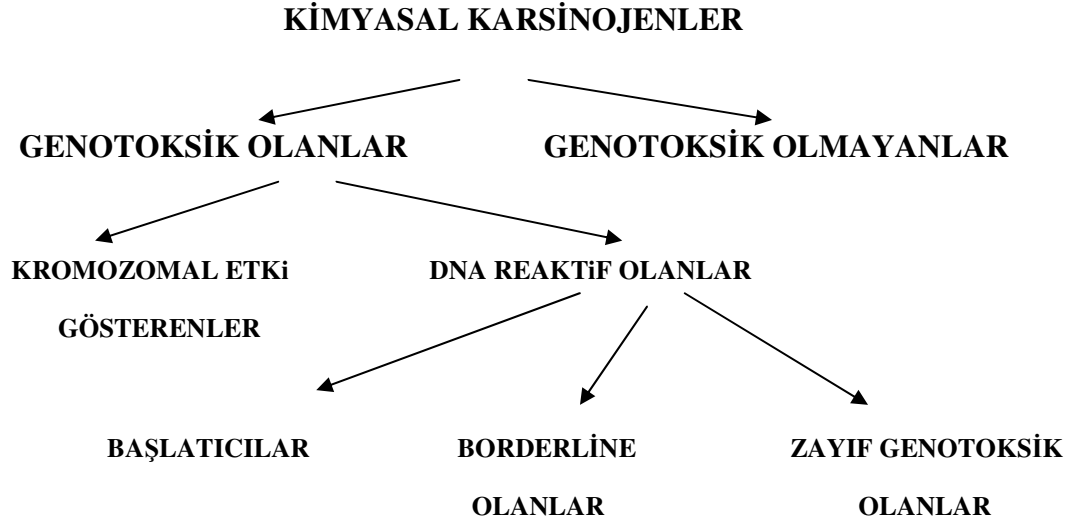 KİMYASAL KARSİNOJENLER
GENOTOKSİK OLANLAR
GENOTOKSİK OLMAYANLAR
KROMOZOMAL ETKi
GÖSTERENLER
DNA REAKTiF OLANLAR
BAŞLATICILAR
BORDERLİNE
OLANLAR
ZAYIF GENOTOKSİK
OLANLAR